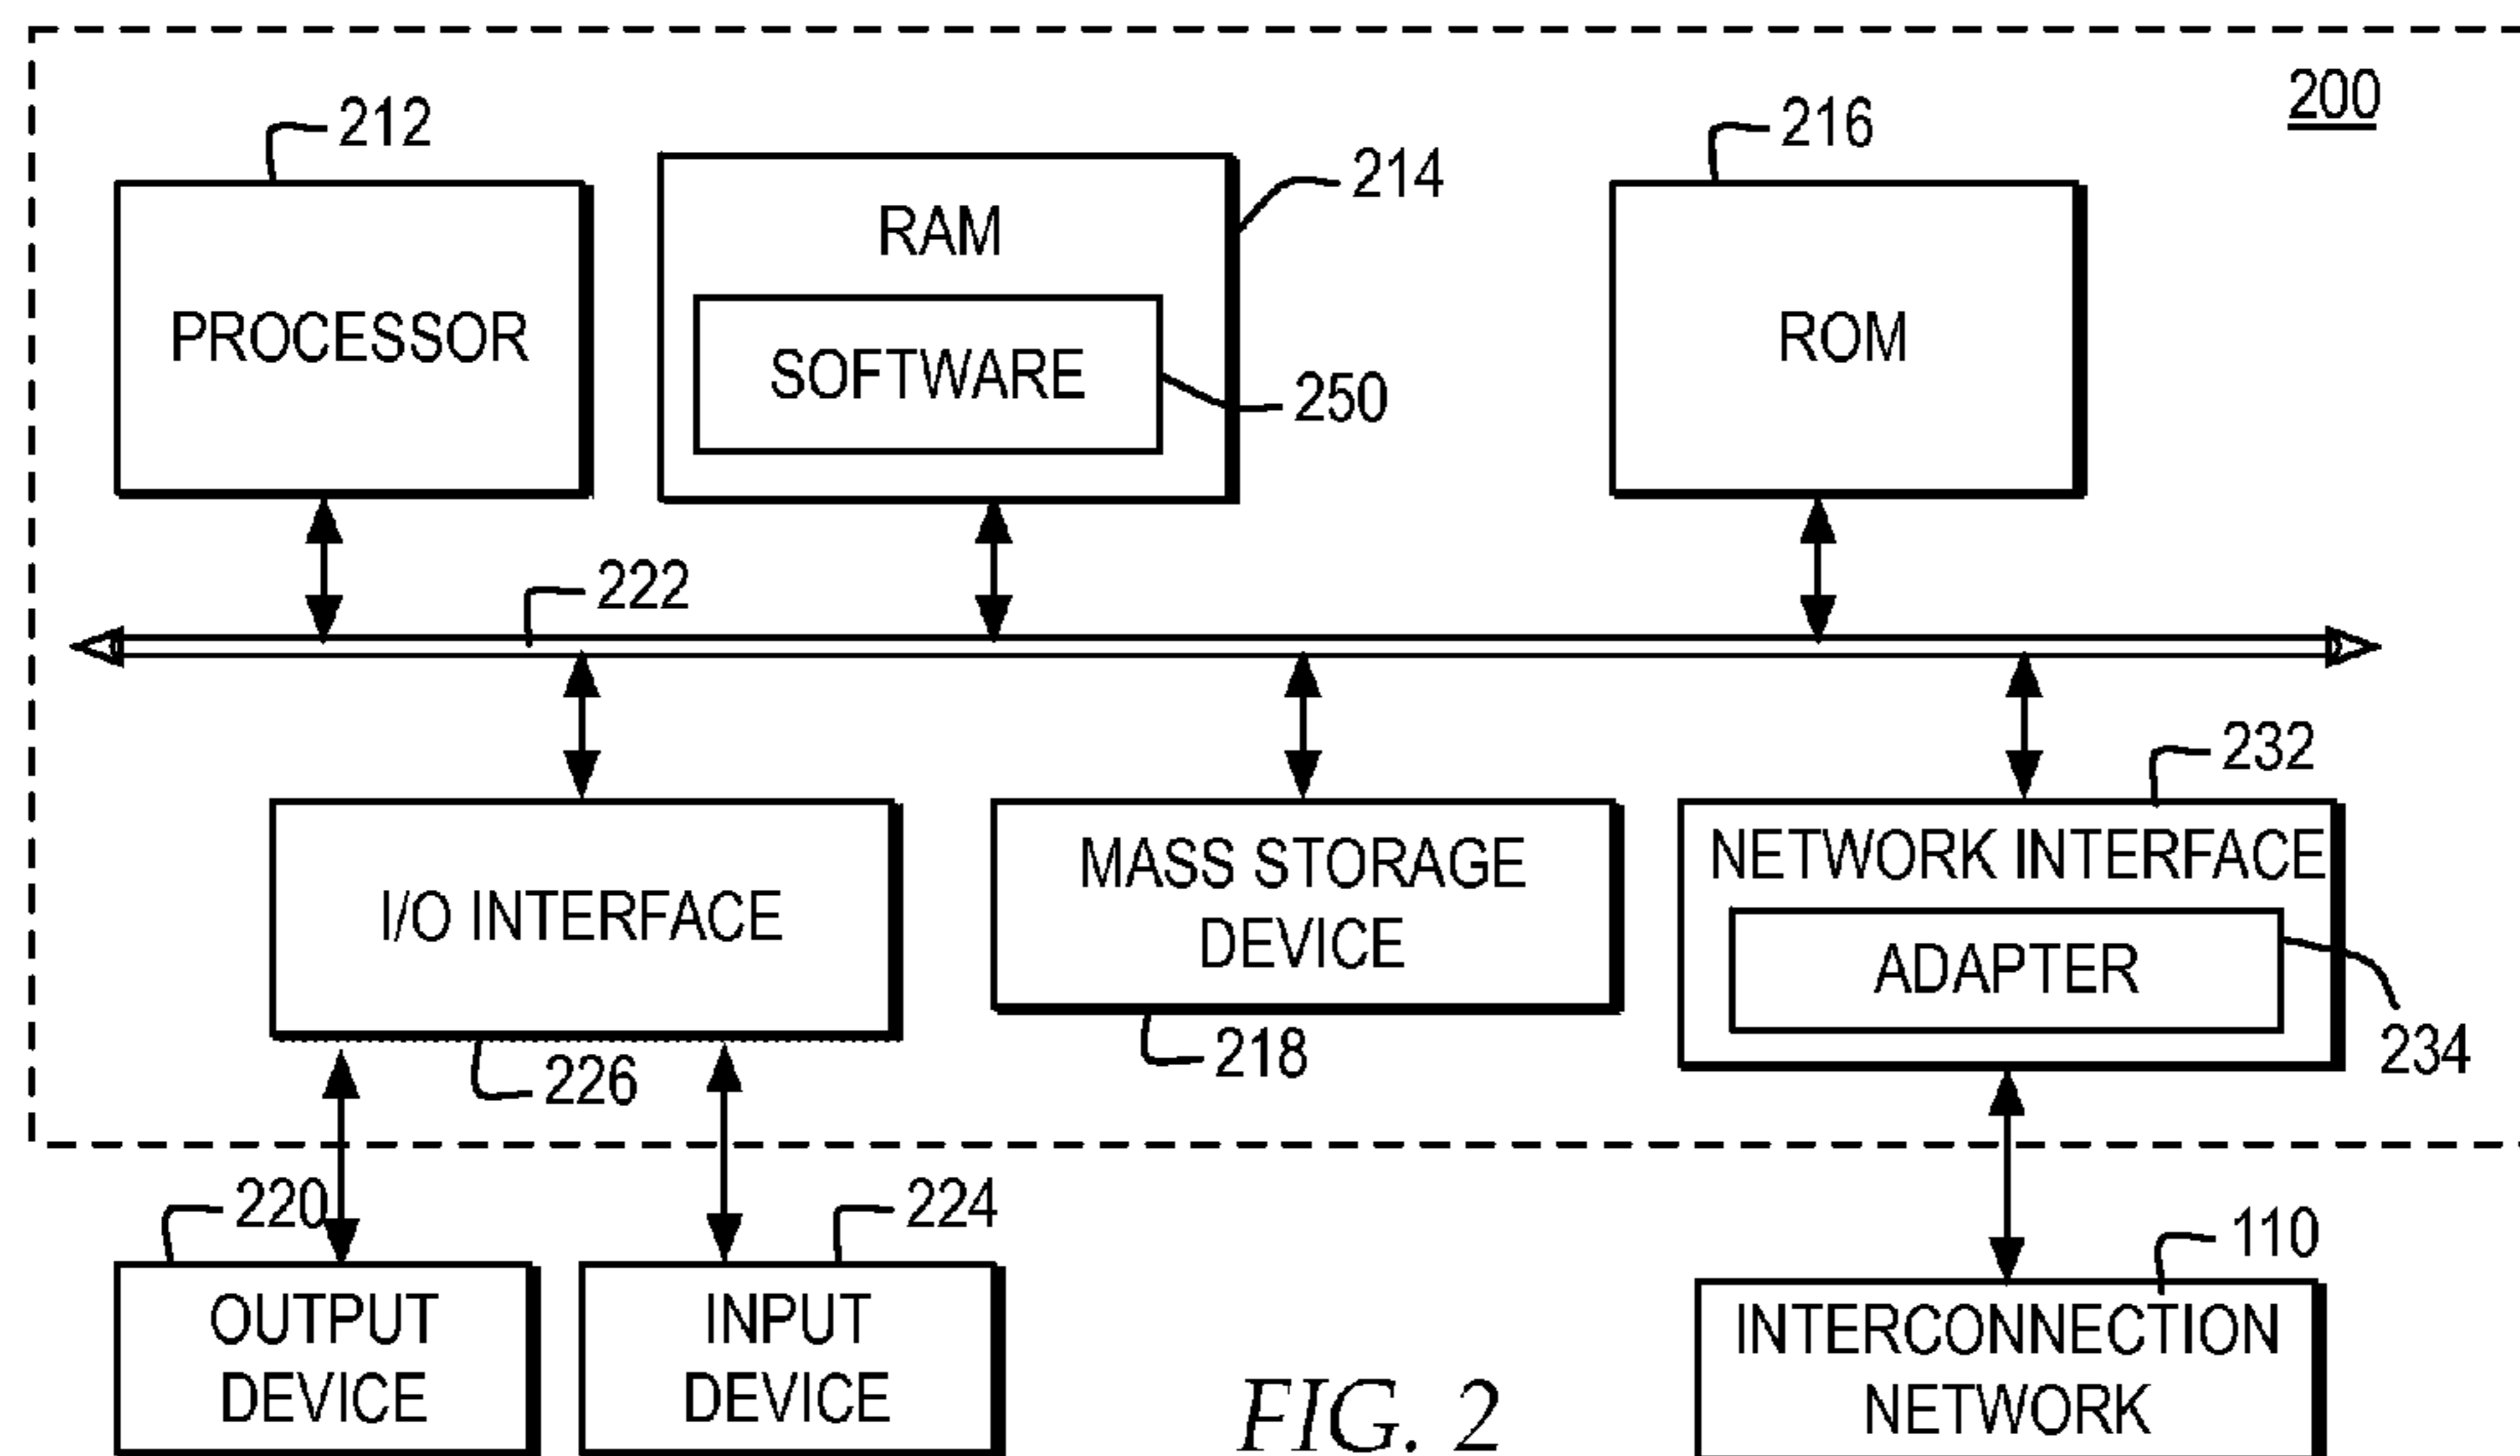 200
212
216
214
RAM
PROCESSOR
ROM
SOFTWARE
250
222
232
NETWORK INTERFACE
MASS STORAGE
DEVICE
I/O INTERFACE
ADAPTER
234
218
226
220
224
110
OUTPUT
DEVICE
INPUT
DEVICE
INTERCONNECTION
NETWORK
FIG. 2